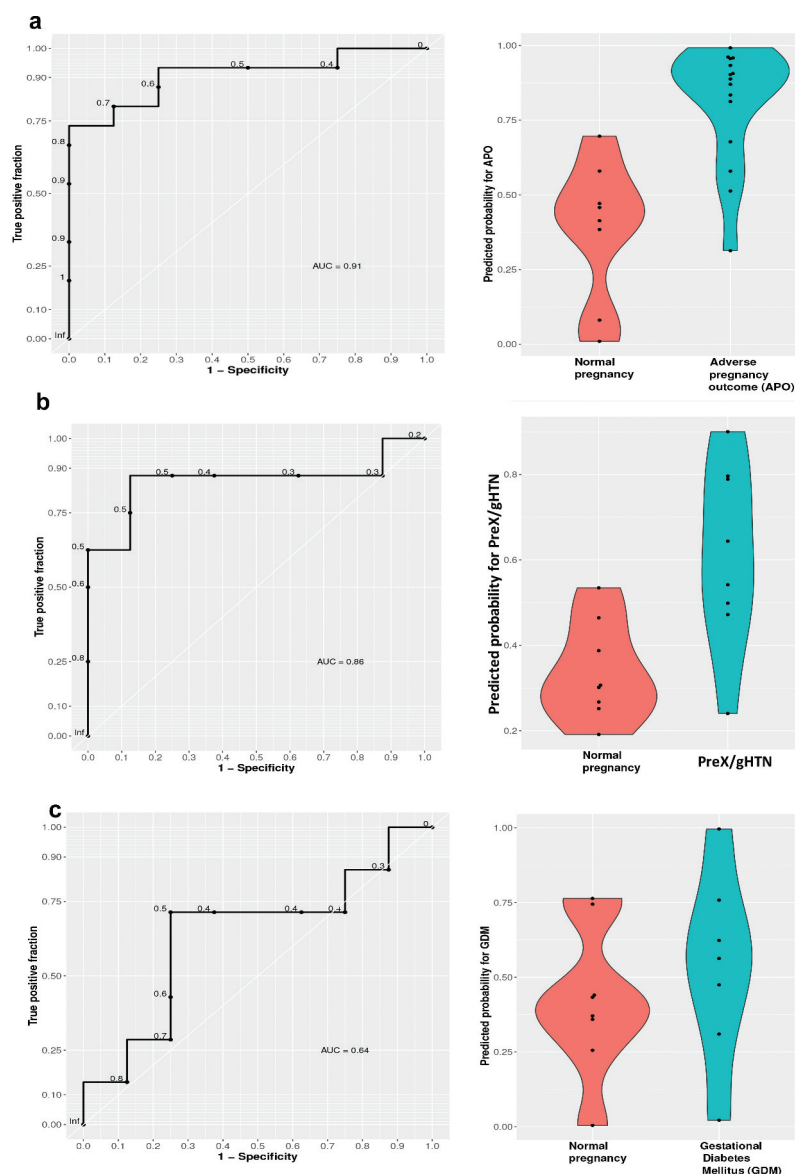 a
True positive fraction
1.00
0.90
0.75
0.50
0.25
0.10
0.00
0
0.5
0.4
0.6
0.7
0.8
0.9
0.9
1
Inf
AUC = 0.91
0.0 0.1 0.2 0.3 0.4 0.5 0.6 0.7 0.8 0.9 1.0
1 − Specificity
Predicted probability for APO
1.00
0.75
0.50
0.25
0.00
Normal
pregnancy
Adverse
pregnancy
outcome (APO)
b
True positive fraction
1.00
0.90
0.75
0.50
0.25
0.10
0.00
0.2
0.5
0.4
0.3
0.3
0.5
0.5
0.6
0.8
Inf
AUC = 0.86
0.0 0.1 0.2 0.3 0.4 0.5 0.6 0.7 0.8 0.9 1.0
1 − Specificity
Predicted probability for PreX/gHTN
0.8
0.6
0.4
0.2
Normal
pregnancy
PreX/gHTN
c
True positive fraction
1.00
0.90
0.75
0.50
0.25
0.10
0.00
0
0.3
0.5
0.4
0.4
0.4
0.6
0.7
0.8
Inf
AUC = 0.64
0.0 0.1 0.2 0.3 0.4 0.5 0.6 0.7 0.8 0.9 1.0
1 − Specificity
Predicted probability for GDM
1.00
0.75
0.50
0.25
0.00
Normal
pregnancy
Gestational
Diabetes
Mellitus (GDM)